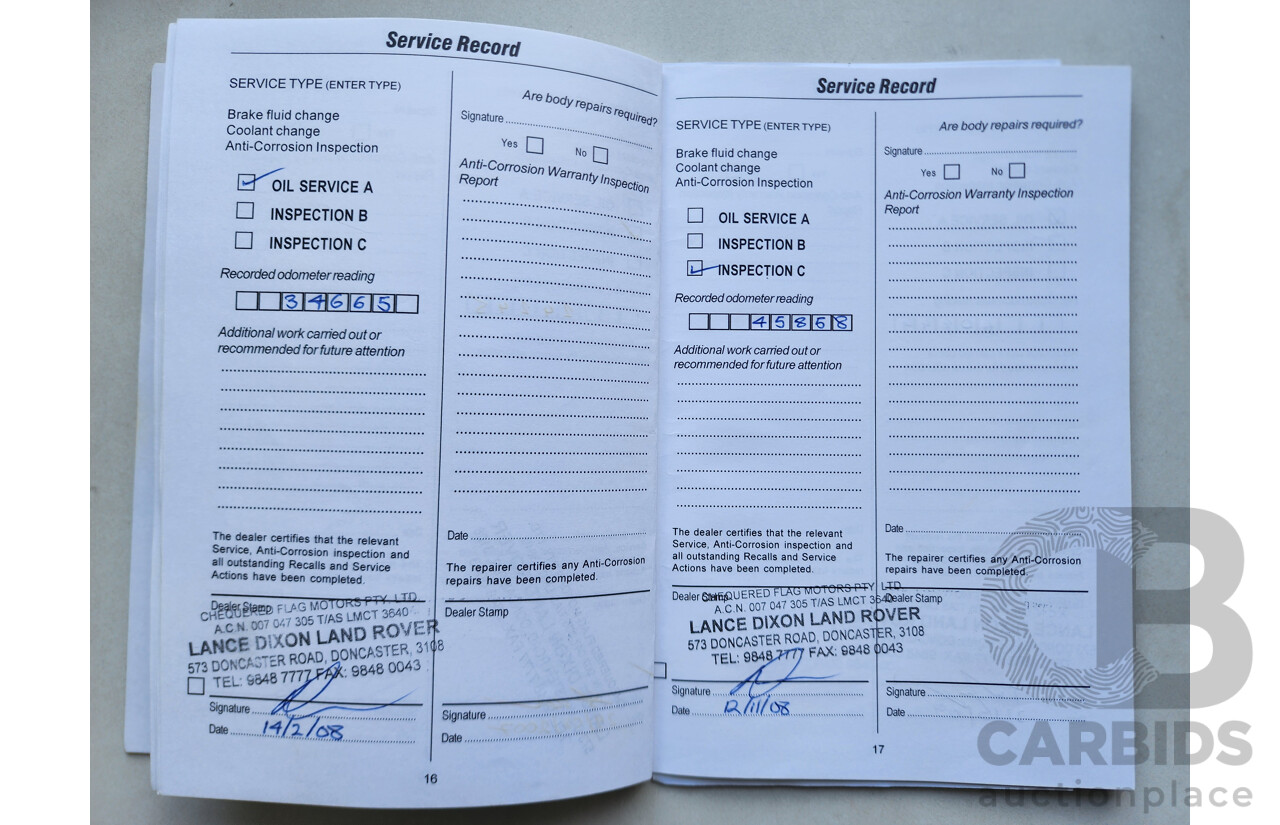 Service Record
SERVICE TYPE (ENTER TYPE)
Brake fluid change
Coolant change
Anti-Corrosion Inspection
OIL SERVICE A
INSPECTION B
INSPECTION C
Recorded odometer reading
34665
Additional work carried out or
recommended for future attention
The dealer certifies that the relevant
Service, Anti-Corrosion inspection and
all outstanding Recalls and Service
Actions have been completed.
Dealer Stamp
CHEQUERED FLAG MOTORS PTY. LTD.
A.C.N. 007 047 305 T/AS LMCT 3640
LANCE DIXON LAND ROVER
573 DONCASTER ROAD, DONCASTER, 3108
TEL: 9848 7777 FAX: 9848 0043
Signature
Date 14/2/08
Are body repairs required?
Signature
Yes No
Anti-Corrosion Warranty Inspection
Report
Date
The repairer certifies any Anti-Corrosion
repairs have been completed.
Dealer Stamp
Signature
Date
16
Service Record
SERVICE TYPE (ENTER TYPE)
Brake fluid change
Coolant change
Anti-Corrosion Inspection
OIL SERVICE A
INSPECTION B
INSPECTION C
Recorded odometer reading
45868
Additional work carried out or
recommended for future attention
The dealer certifies that the relevant
Service, Anti-Corrosion inspection and
all outstanding Recalls and Service
Actions have been completed.
Dealer Stamp
CHEQUERED FLAG MOTORS PTY. LTD.
A.C.N. 007 047 305 T/AS LMCT 3640
LANCE DIXON LAND ROVER
573 DONCASTER ROAD, DONCASTER, 3108
TEL: 9848 7777 FAX: 9848 0043
Signature
Date 12/11/08
Are body repairs required?
Signature
Yes No
Anti-Corrosion Warranty Inspection
Report
Date
The repairer certifies any Anti-Corrosion
repairs have been completed.
Dealer Stamp
Signature
Date
17
CB
CARBIDS
auctionplace